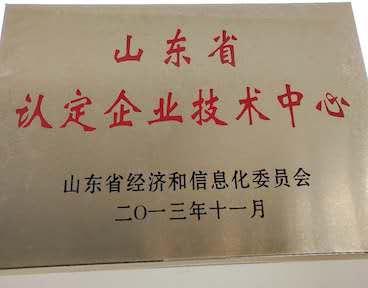 山东省
认定企业技术中心
山东省经济和信息化委员会
二〇一三年十一月